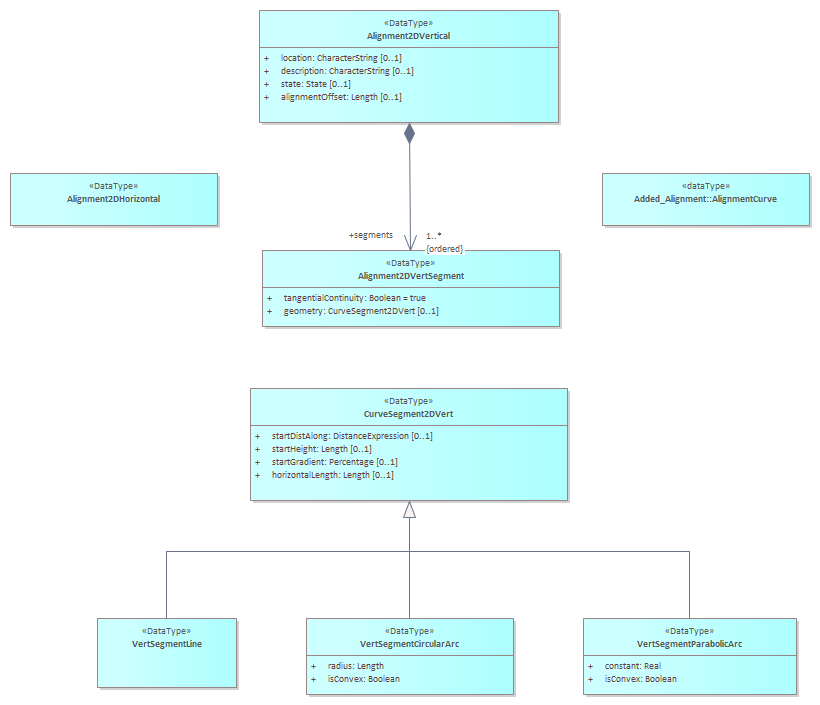 «DataType»
Alignment2DVertical
+ location: CharacterString [0..1]
+ description: CharacterString [0..1]
+ state: State [0..1]
+ alignmentOffset: Length [0..1]
«DataType»
Alignment2DHorizontal
«dataType»
Added_Alignment::AlignmentCurve
+segments 1..*
{ordered}
«DataType»
Alignment2DVertSegment
+ tangentialContinuity: Boolean = true
+ geometry: CurveSegment2DVert [0..1]
«DataType»
CurveSegment2DVert
+ startDistAlong: DistanceExpression [0..1]
+ startHeight: Length [0..1]
+ startGradient: Percentage [0..1]
+ horizontalLength: Length [0..1]
«DataType»
VertSegmentLine
«DataType»
VertSegmentCircularArc
+ radius: Length
+ isConvex: Boolean
«DataType»
VertSegmentParabolicArc
+ constant: Real
+ isConvex: Boolean